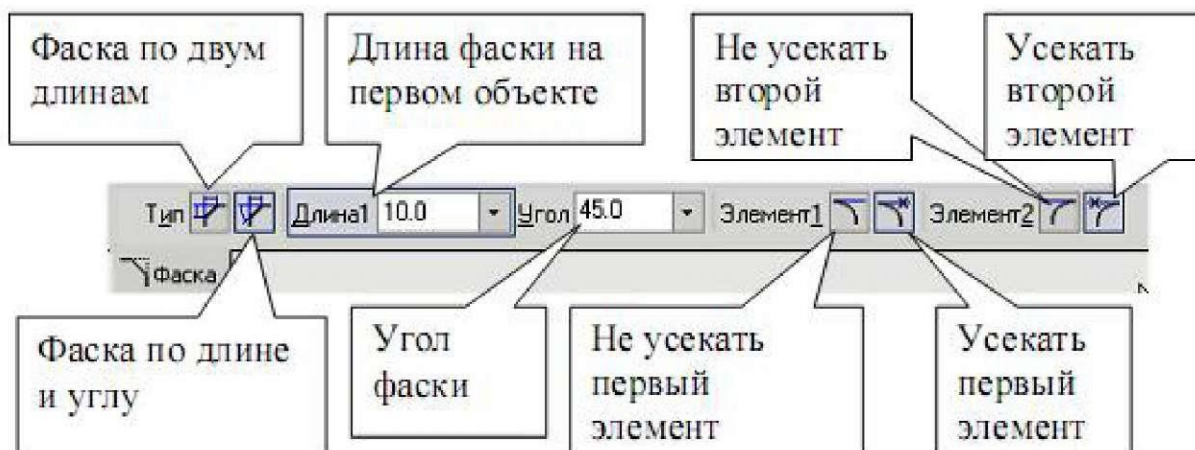 Фаска по двум
длинам
Длина фаски на
первом объекте
Не усекать
второй
элемент
Усекать
второй
элемент
Тип Длина1 10.0 Угол 45.0 Элемент1 Элемент2
Фаска
Фаска по длине
и углу
Угол
фаски
Не усекать
первый
элемент
Усекать
первый
элемент